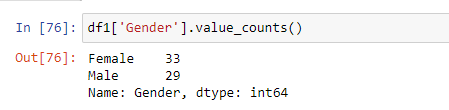 In [76]: df1['Gender'].value_counts()
Out[76]: Female    33
Male      29
Name: Gender, dtype: int64